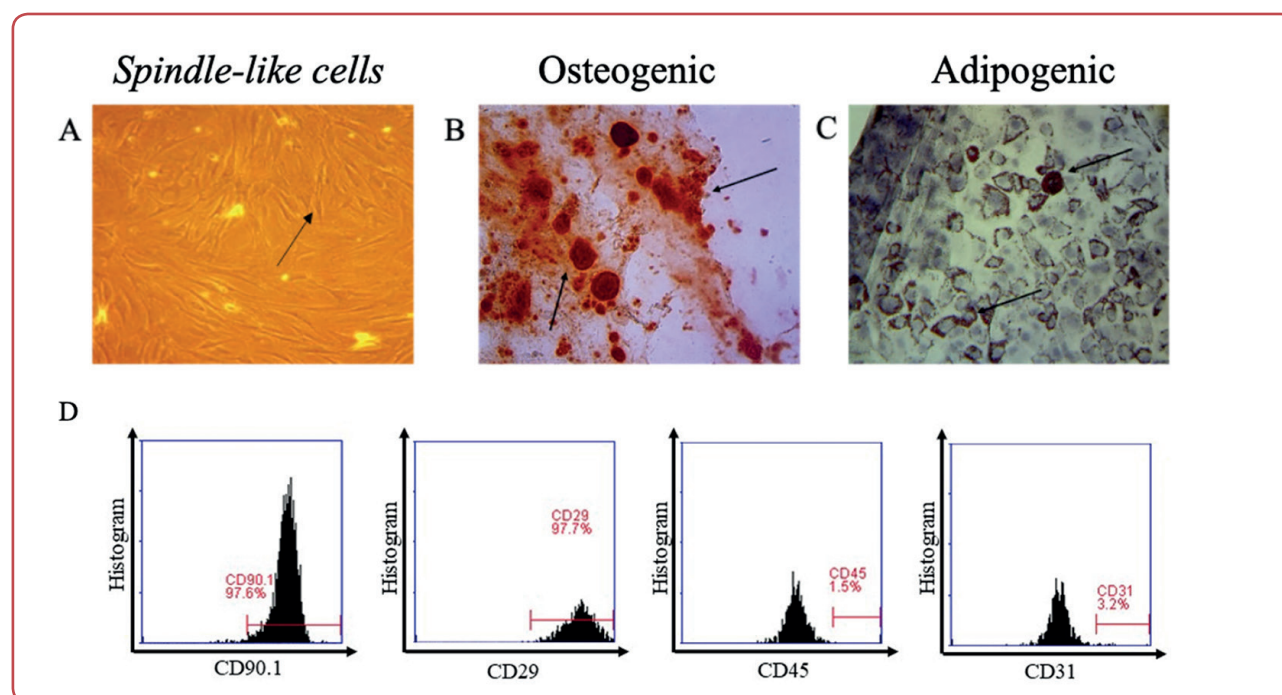 Spindle-like cells
Osteogenic
Adipogenic
A
B
C
D
Histogram
CD90.1
97.6%
CD90.1
Histogram
CD29
97.7%
CD29
Histogram
CD45
1.5%
CD45
Histogram
CD31
3.2%
CD31